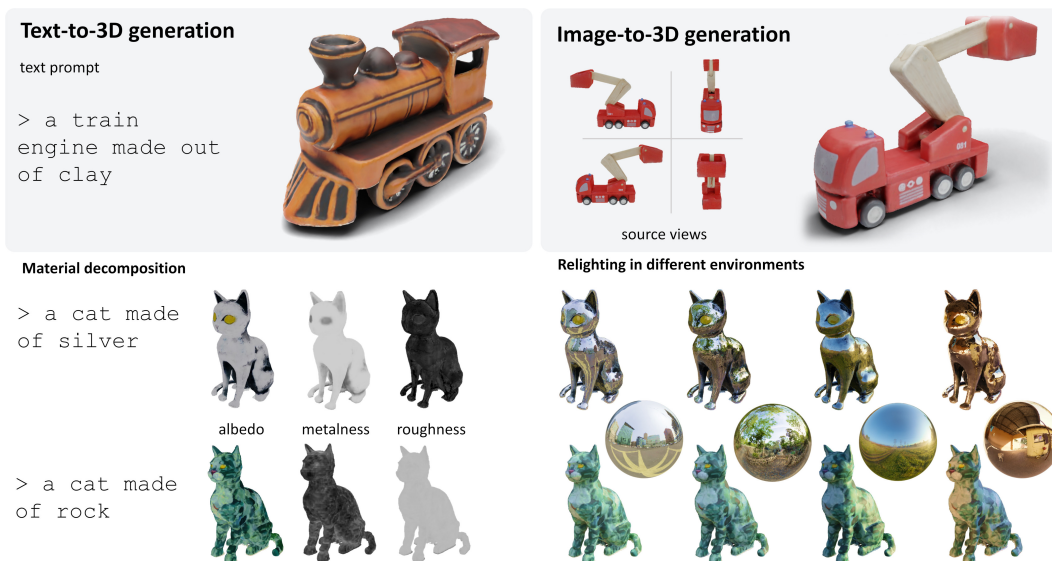 Text-to-3D generation
text prompt
> a train
engine made out
of clay
Image-to-3D generation
source views
081
Material decomposition
> a cat made
of silver
albedo
metalness
roughness
> a cat made
of rock
Relighting in different environments